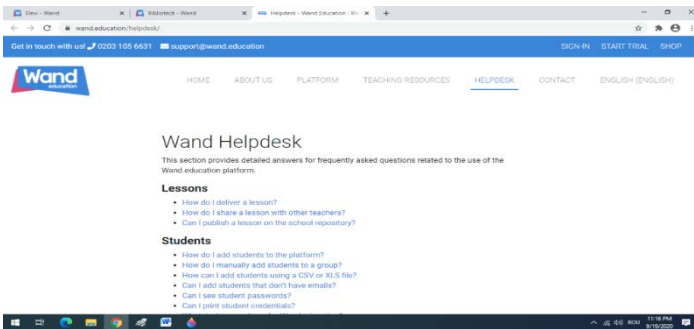 Elevi - Wand
Bibliotecă - Wand
Helpdesk - Wand Education : W
wand.education/helpdesk/
Get in touch with us! 0203 105 6631 support@wand.education
SIGN-IN START TRIAL SHOP
Wand
education
HOME ABOUT US PLATFORM TEACHING RESOURCES HELPDESK CONTACT ENGLISH (ENGLISH)
Wand Helpdesk
This section provides detailed answers for frequently asked questions related to the use of the
Wand.education platform.
Lessons
How do I deliver a lesson?
How do I share a lesson with other teachers?
Can I publish a lesson on the school repository?
Students
How do I add students to the platform?
How do I manually add students to a group?
How can I add students using a CSV or XLS file?
Can I add students that don't have emails?
Can I see student passwords?
Can I print student credentials?
ROU
11:16 PM
9/19/2020